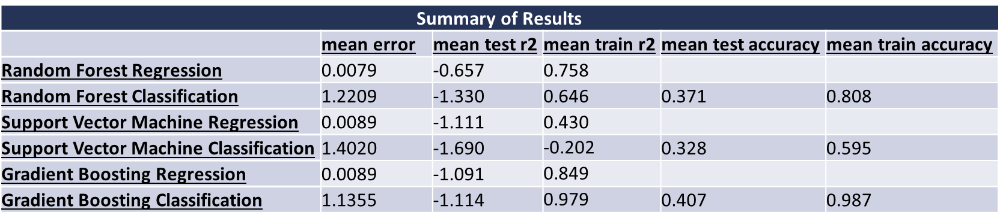 Summary of Results
mean error mean test r2 mean train r2 mean test accuracy mean train accuracy
Random Forest Regression 0.0079 -0.657 0.758
Random Forest Classification 1.2209 -1.330 0.646 0.371 0.808
Support Vector Machine Regression 0.0089 -1.111 0.430
Support Vector Machine Classification 1.4020 -1.690 -0.202 0.328 0.595
Gradient Boosting Regression 0.0089 -1.091 0.849
Gradient Boosting Classification 1.1355 -1.114 0.979 0.407 0.987